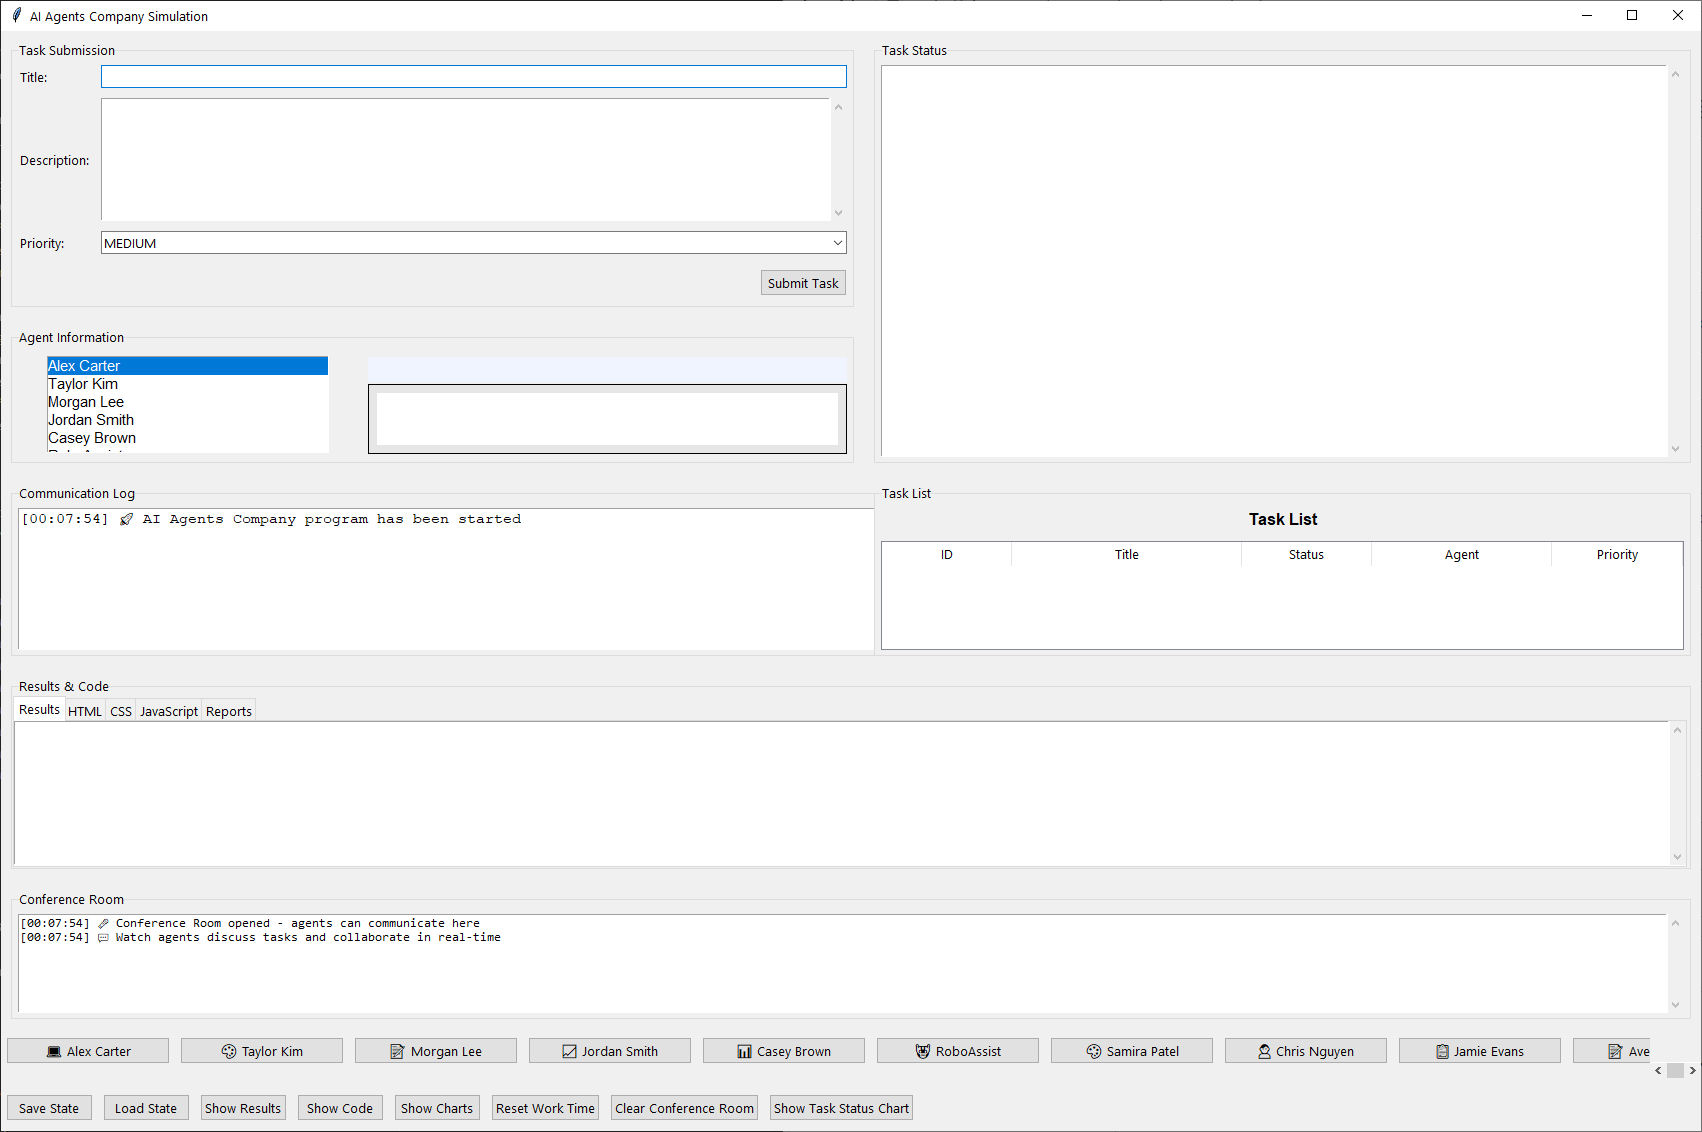 AI Agents Company Simulation
Task Submission
Title:
Description:
Priority:
MEDIUM
Submit Task
Task Status
Agent Information
Alex Carter
Taylor Kim
Morgan Lee
Jordan Smith
Casey Brown
Communication Log
[00:07:54] 🚀 AI Agents Company program has been started
Task List
Task List
ID Title Status Agent Priority
Results & Code
Results HTML CSS JavaScript Reports
Conference Room
[00:07:54] Conference Room opened - agents can communicate here
[00:07:54] 💬 Watch agents discuss tasks and collaborate in real-time
Alex Carter Taylor Kim Morgan Lee Jordan Smith Casey Brown RoboAssist Samira Patel Chris Nguyen Jamie Evans Ave
Save State Load State Show Results Show Code Show Charts Reset Work Time Clear Conference Room Show Task Status Chart